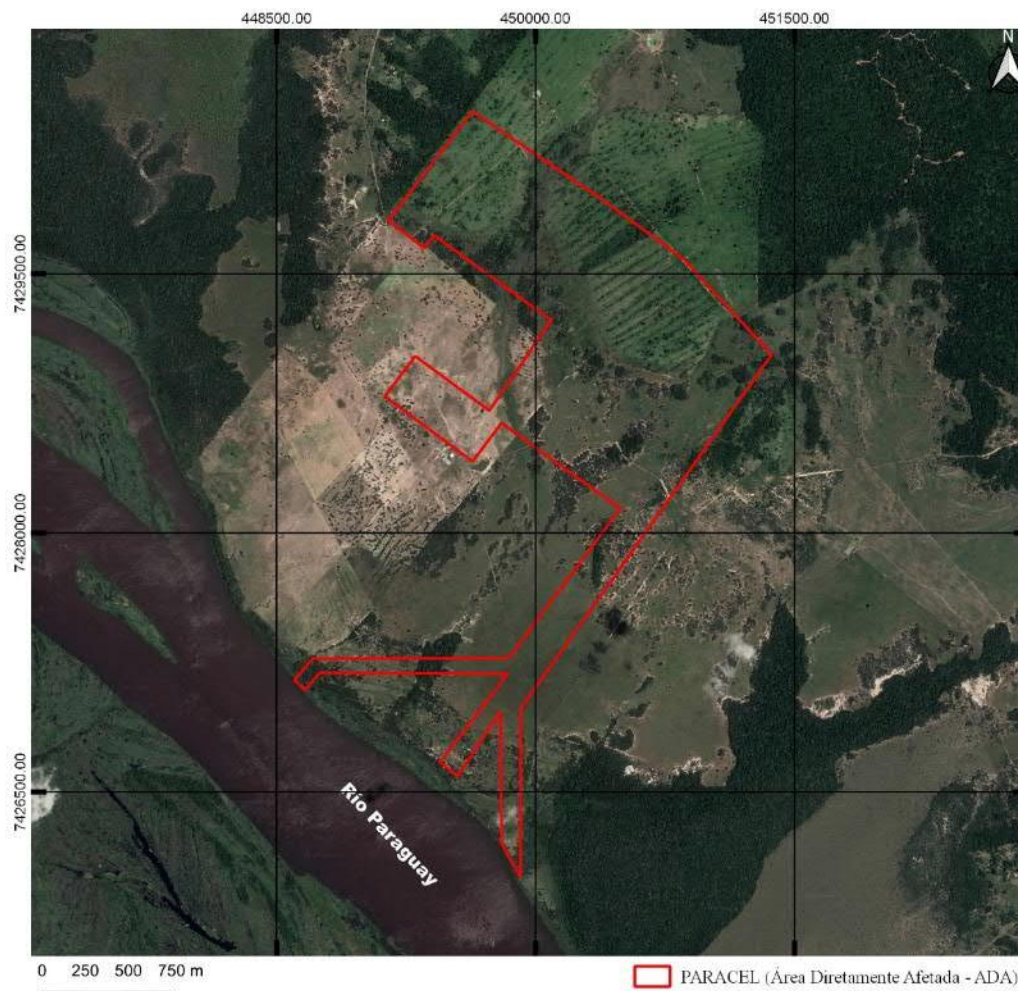 448500.00 450000.00 451500.00
N
7429500.00
7428000.00
7426500.00
Rio Paraguay
0 250 500 750 m
PARACEL (Área Diretamente Afetada - ADA)